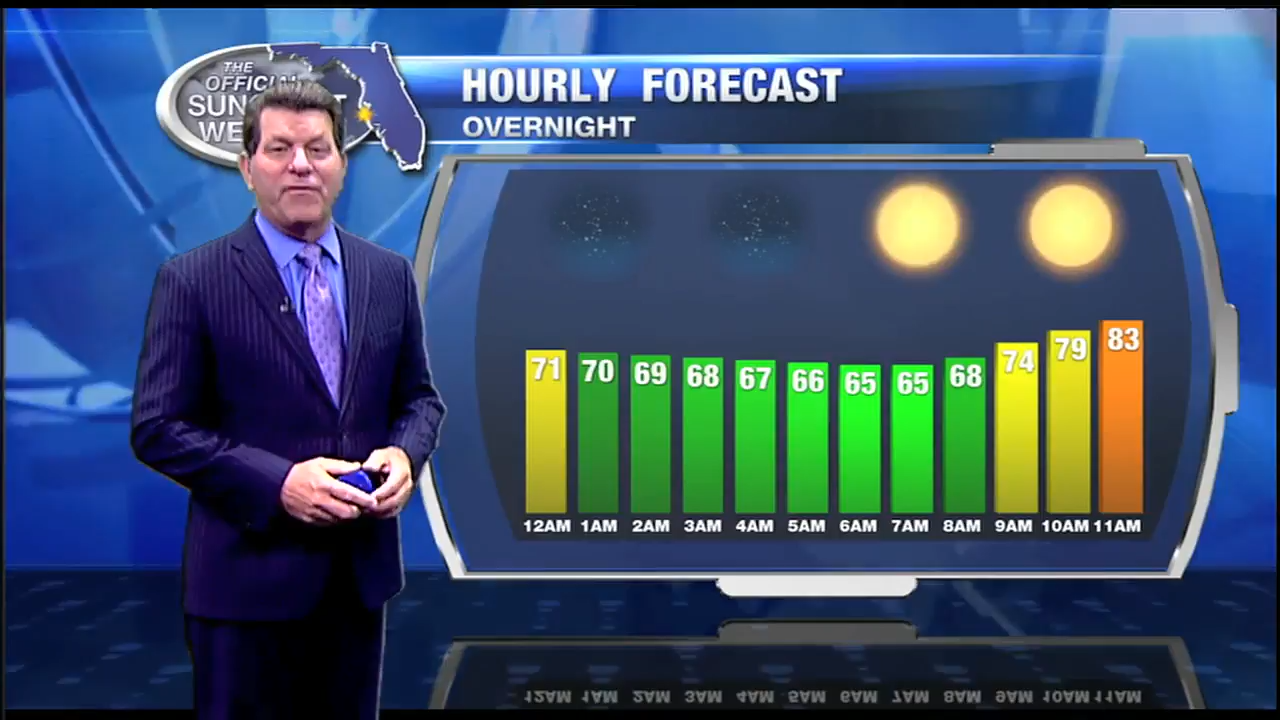 THE
OFFICIAL
HOURLY FORECAST
OVERNIGHT
71 70 69 68 67 66 65 65 68 74 79 83
12AM 1AM 2AM 3AM 4AM 5AM 6AM 7AM 8AM 9AM 10AM 11AM